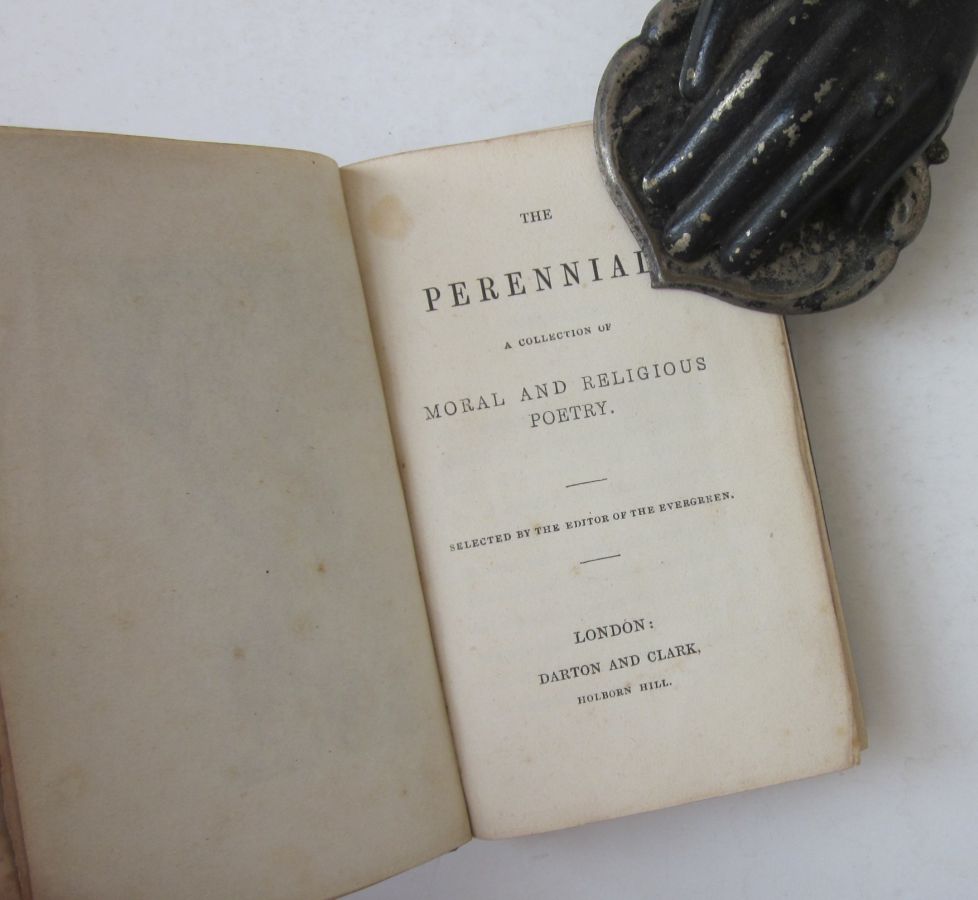 THE
PERENNIAL
A COLLECTION OF
MORAL AND RELIGIOUS
POETRY.
SELECTED BY THE EDITOR OF THE EVERGREEN.
LONDON:
DARTON AND CLARK,
HOLBORN HILL.